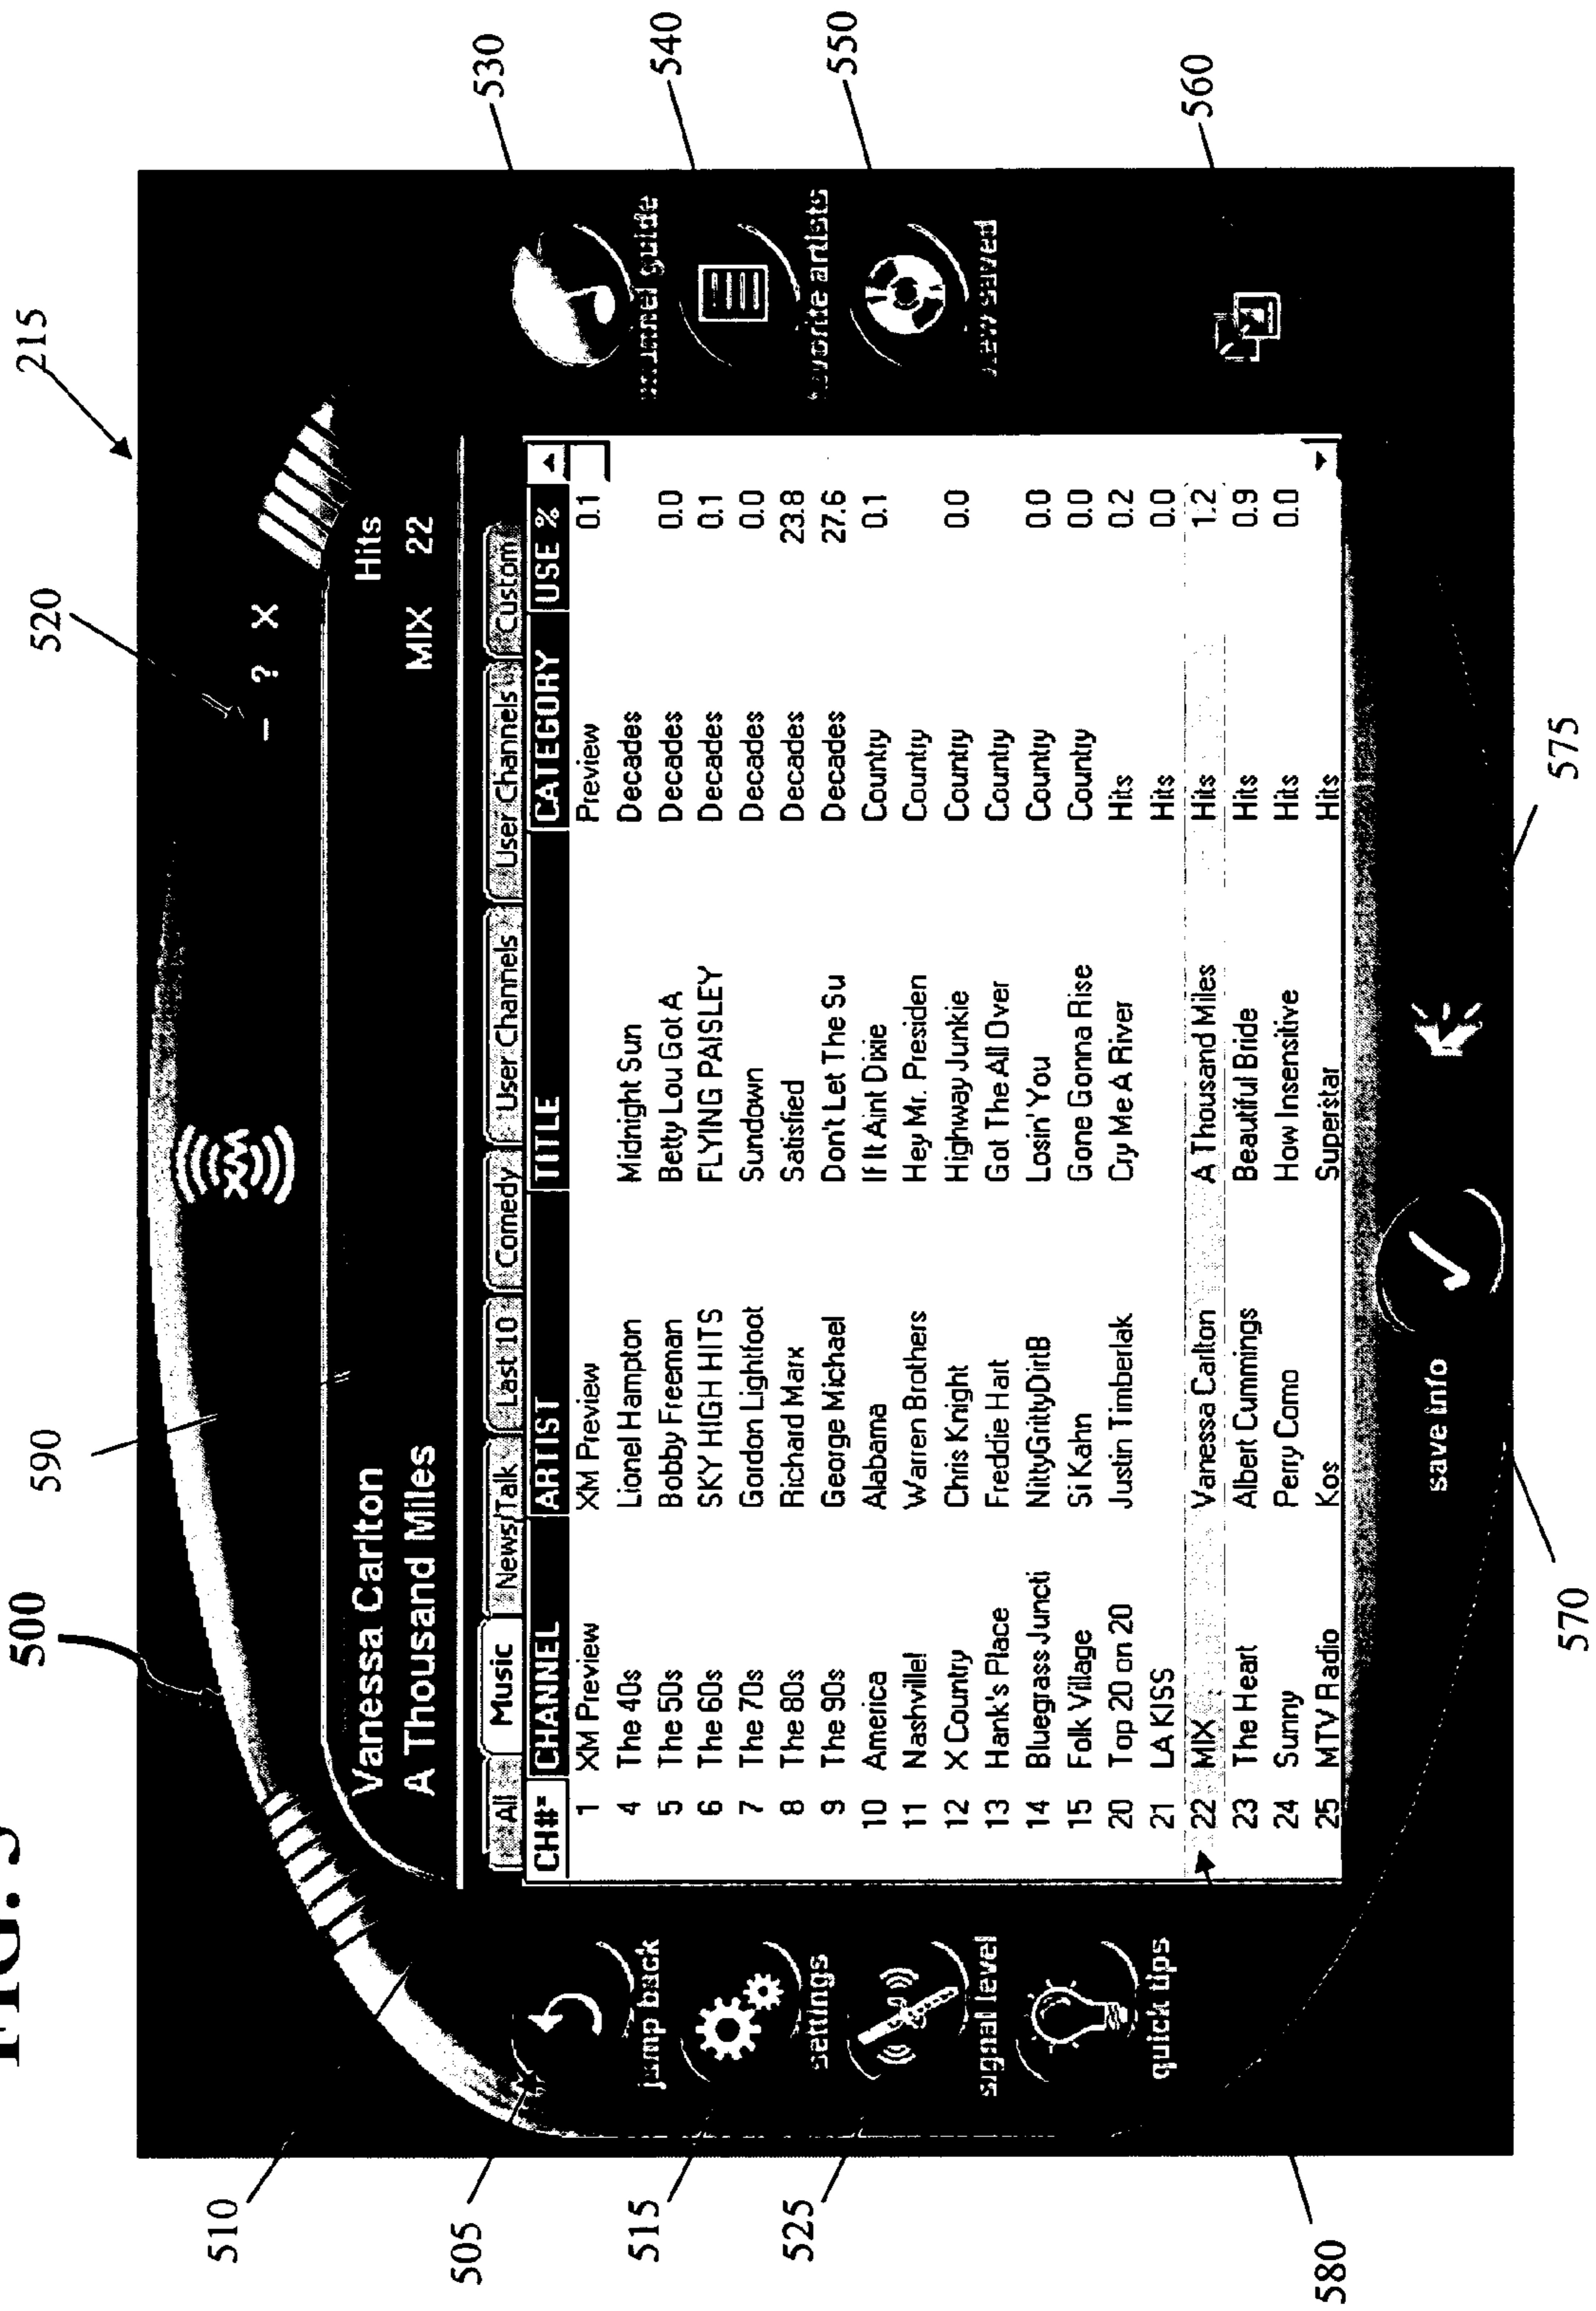 FIG. 5
500
590
520
215
510
505
515
525
580
530
540
550
560
570
575
XM
– ? X
Vanessa Carlton Hits
A Thousand Miles MIX 22
All Music News/Talk Last 10 Comedy User Channels User Channels Custom
CH# CHANNEL ARTIST TITLE CATEGORY USE %
1 XM Preview XM Preview Preview 0.1
4 The 40s Lionel Hampton Midnight Sun Decades
5 The 50s Bobby Freeman Betty Lou Got A Decades 0.0
6 The 60s SKY HIGH HITS FLYING PAISLEY Decades 0.1
7 The 70s Gordon Lightfoot Sundown Decades 0.0
8 The 80s Richard Marx Satisfied Decades 23.8
9 The 90s George Michael Don't Let The Su Decades 27.6
10 America Alabama If It Aint Dixie Country 0.1
11 Nashville! Warren Brothers Hey Mr. Presiden Country
12 X Country Chris Knight Highway Junkie Country 0.0
13 Hank's Place Freddie Hart Got The All Over Country
14 Bluegrass Juncti NittyGrittyDirtB Losin' You Country 0.0
15 Folk Village Si Kahn Gone Gonna Rise Country 0.0
20 Top 20 on 20 Justin Timberlak Cry Me A River Hits 0.2
21 LA KISS Hits 0.0
22 MIX Vanessa Carlton A Thousand Miles Hits 1.2
23 The Heart Albert Cummings Beautiful Bride Hits 0.9
24 Sunny Perry Como How Insensitive Hits 0.0
25 MTV Radio Kos Superstar Hits
jump back
settings
signal level
quick tips
channel guide
favorite artists
view saved
save info